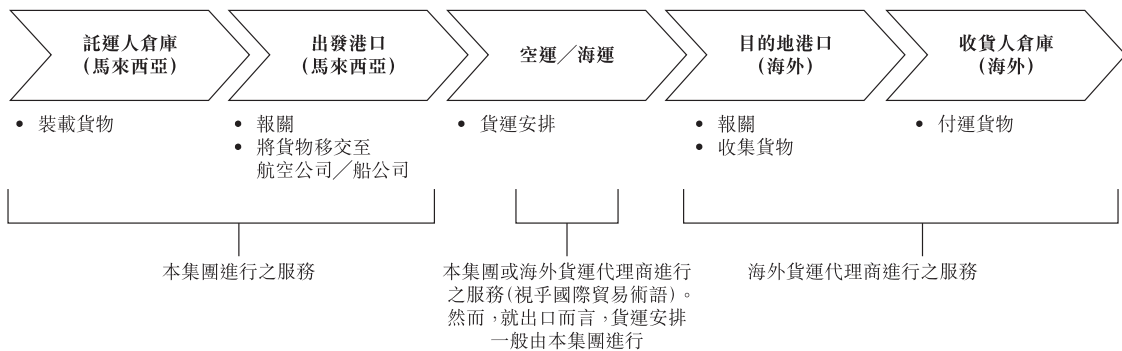 託運人倉庫
(馬來西亞)
出發港口
(馬來西亞)
空運／海運
目的地港口
(海外)
收貨人倉庫
(海外)
• 裝載貨物
• 報關
• 將貨物移交至
航空公司／船公司
• 貨運安排
• 報關
• 收集貨物
• 付運貨物
本集團進行之服務
本集團或海外貨運代理商進行
之服務(視乎國際貿易術語)。
然而，就出口而言，貨運安排
一般由本集團進行
海外貨運代理商進行之服務